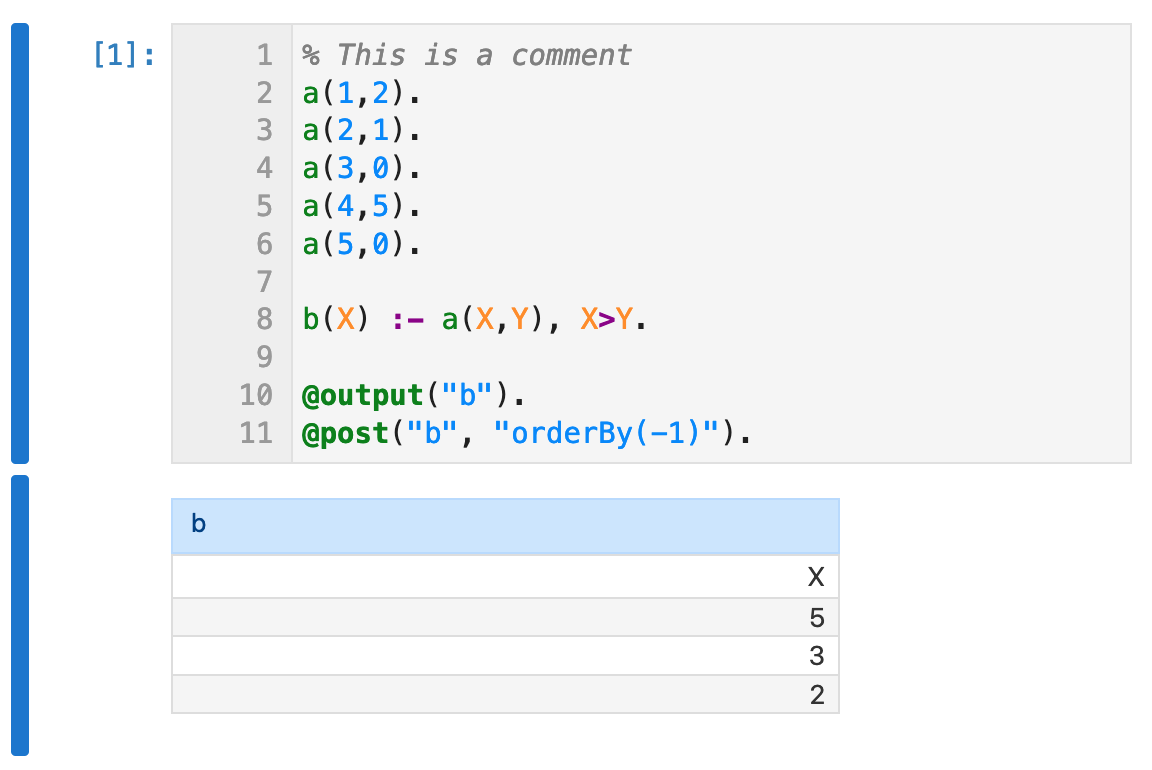 [1]:
1 % This is a comment
2 a(1,2).
3 a(2,1).
4 a(3,0).
5 a(4,5).
6 a(5,0).
7
8 b(X) :- a(X,Y), X>Y.
9
10 @output("b").
11 @post("b", "orderBy(-1)").
b
X
5
3
2